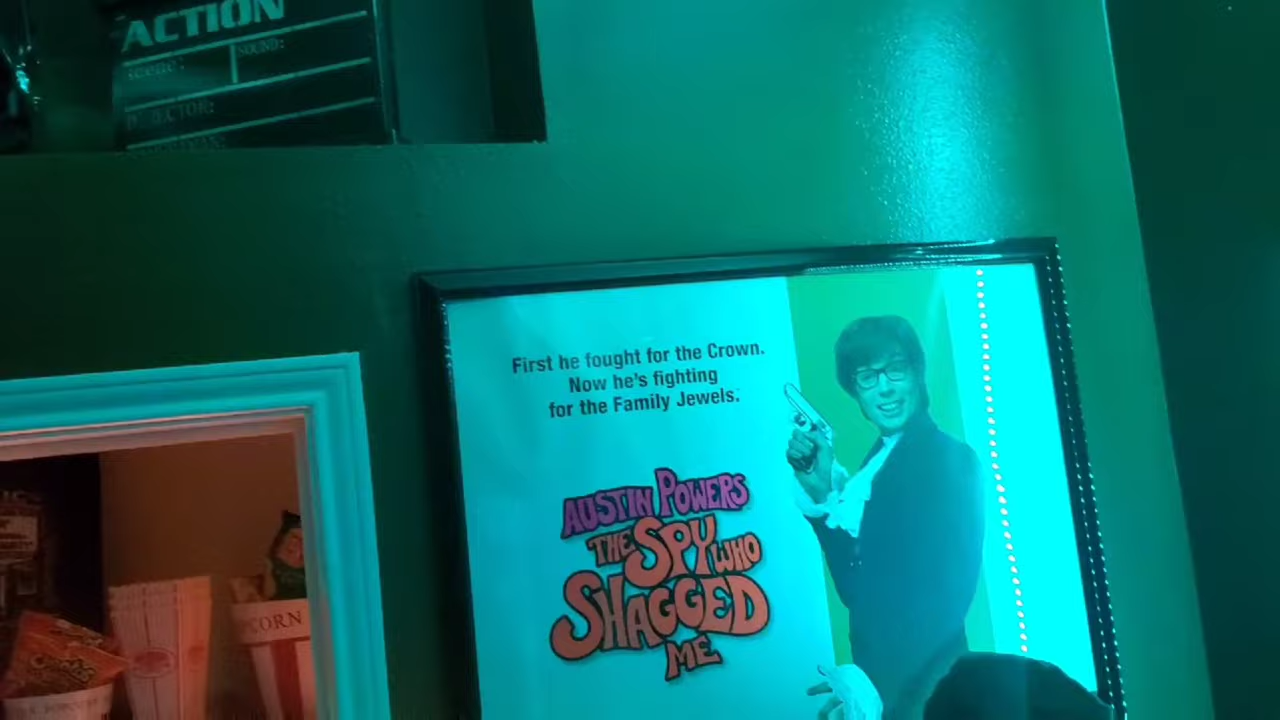 ACTION
scene:
SOUND:
First he fought for the Crown.
Now he's fighting
for the Family Jewels.
AUSTIN POWERS
THE SPY WHO
SHAGGED
ME
Cheetos
CORN